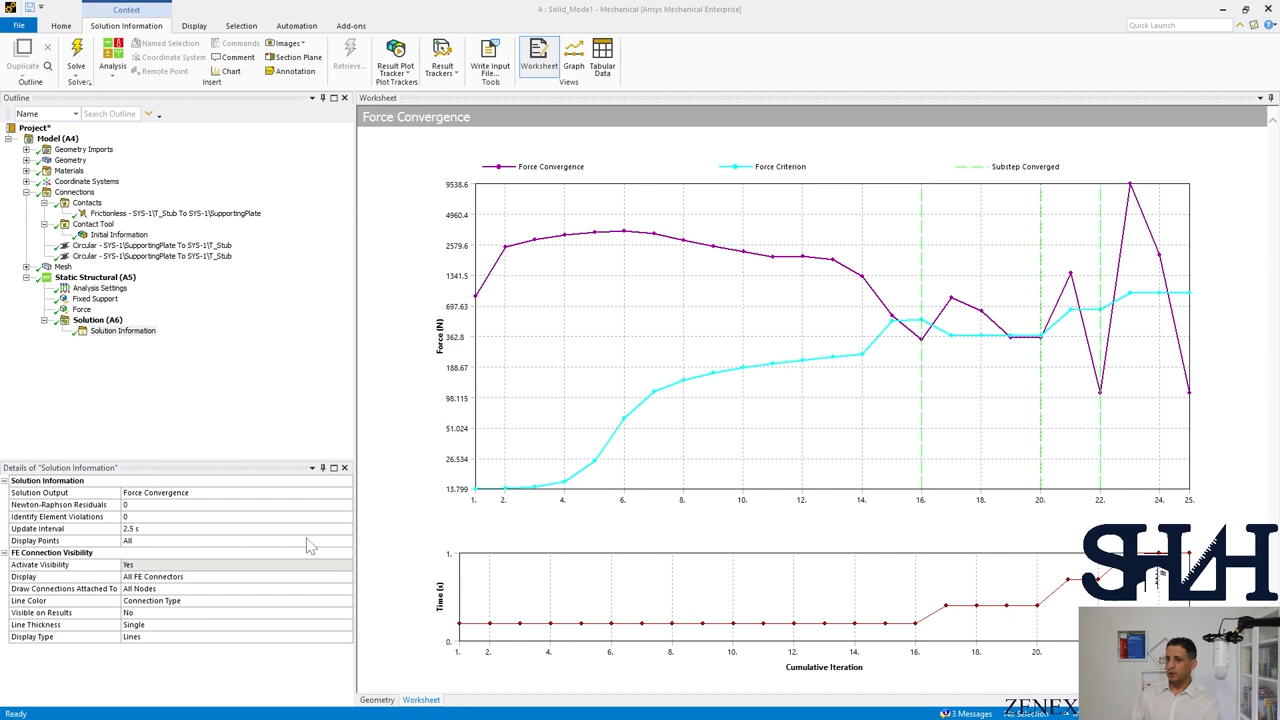 Context
A : Solid_Mode1 - Mechanical [Ansys Mechanical Enterprise]
File Home Solution Information Display Selection Automation Add-ons
Quick Launch
Duplicate Solve Analysis Named Selection Commands Images Retrieve... Result Plot Result Write Input Worksheet Graph Tabular
Coordinate System Comment Section Plane Tracker Trackers File... Data
Remote Point Chart Annotation
Outline Solver Insert Plot Trackers Tools Views
Outline
Worksheet
Name Search Outline
Force Convergence
Project*
Model (A4)
Geometry Imports
Geometry
Materials
Coordinate Systems
Connections
Contacts
Frictionless - SYS-1\T_Stub To SYS-1\SupportingPlate
Contact Tool
Initial Information
Circular - SYS-1\SupportingPlate To SYS-1\T_Stub
Circular - SYS-1\SupportingPlate To SYS-1\T_Stub
Mesh
Static Structural (A5)
Analysis Settings
Fixed Support
Force
Solution (A6)
Solution Information
Force Convergence Force Criterion Substep Converged
9538.6
4960.4
2579.6
1341.5
697.63
362.8
188.67
98.115
51.024
26.534
13.799
Force (N)
1. 2. 4. 6. 8. 10. 12. 14. 16. 18. 20. 22. 24. 25.
Details of "Solution Information"
Solution Information
Solution Output Force Convergence
Newton-Raphson Residuals 0
Identify Element Violations 0
Update Interval 2.5 s
Display Points All
FE Connection Visibility
Activate Visibility Yes
Display All FE Connectors
Draw Connections Attached To All Nodes
Line Color Connection Type
Visible on Results No
Line Thickness Single
Display Type Lines
1.
Time (s)
0.
1. 2. 4. 6. 8. 10. 12. 14. 16. 18. 20.
Cumulative Iteration
Geometry Worksheet
ZENEX
Ready
3 Messages No Selection